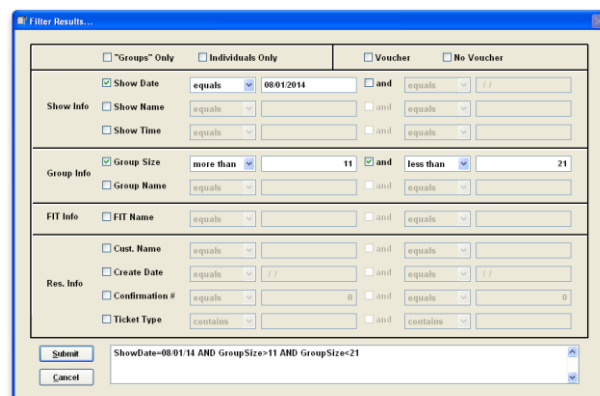 Filter Results...
"Groups" Only Individuals Only Voucher No Voucher
Show Date equals 08/01/2014 and equals / /
Show Info Show Name equals and equals
Show Time equals and equals
Group Size more than 11 and less than 21
Group Info
Group Name equals and equals
FIT Info FIT Name equals and equals
Cust. Name equals and equals
Create Date equals / / and equals / /
Res. Info
Confirmation # equals 0 and equals 0
Ticket Type contains and contains
Submit ShowDate=08/01/14 AND GroupSize>11 AND GroupSize<21
Cancel